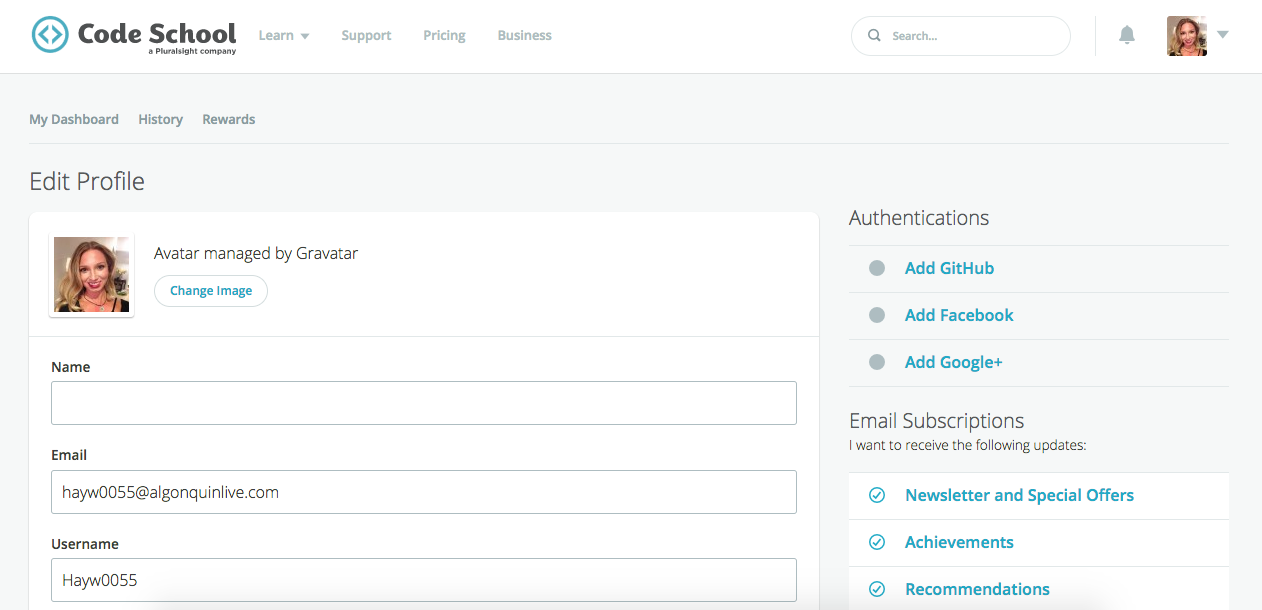 Code School
a Pluralsight company
Learn Support Pricing Business
Search...
My Dashboard History Rewards
Edit Profile
Avatar managed by Gravatar
Change Image
Name
Email
hayw0055@algonquinlive.com
Username
Hayw0055
Authentications
Add GitHub
Add Facebook
Add Google+
Email Subscriptions
I want to receive the following updates:
Newsletter and Special Offers
Achievements
Recommendations